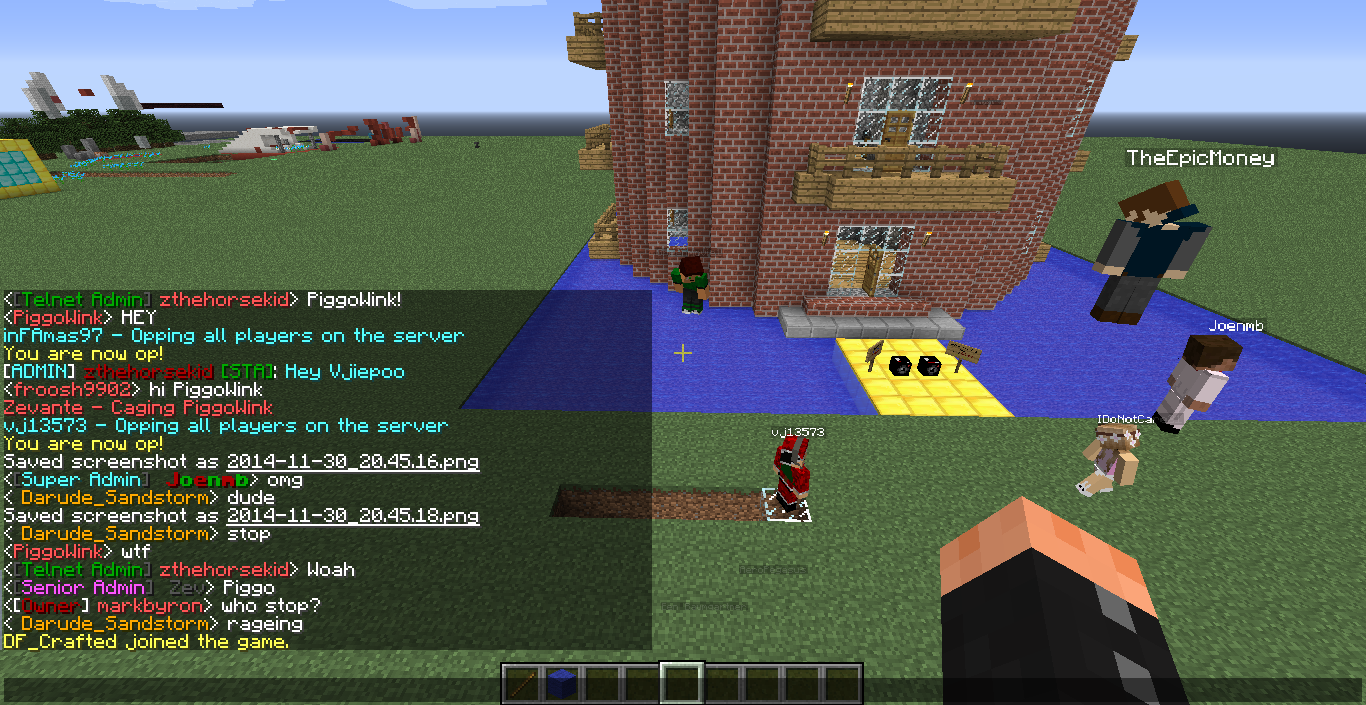 TheEpicMoney
Joenmb
IDoNotCa
vj13573
<[Telnet Admin] zthehorsekid> PiggoWink!
<PiggoWink> HEY
inFAmas97 - Opping all players on the server
You are now op!
[ADMIN] zthehorsekid [STA]: Hey Vjiepoo
<froosh9902> hi PiggoWink
Zevante - Caging PiggoWink
vj13573 - Opping all players on the server
You are now op!
Saved screenshot as 2014-11-30_20.45.16.png
<[Super Admin] Joenmb> omg
< Darude_Sandstorm> dude
Saved screenshot as 2014-11-30_20.45.18.png
< Darude_Sandstorm> stop
<PiggoWink> wtf
<[Telnet Admin] zthehorsekid> Woah
<[Senior Admin] Zev> Piggo
<[Owner] markbyron> who stop?
< Darude_Sandstorm> rageing
DF_Crafted joined the game.